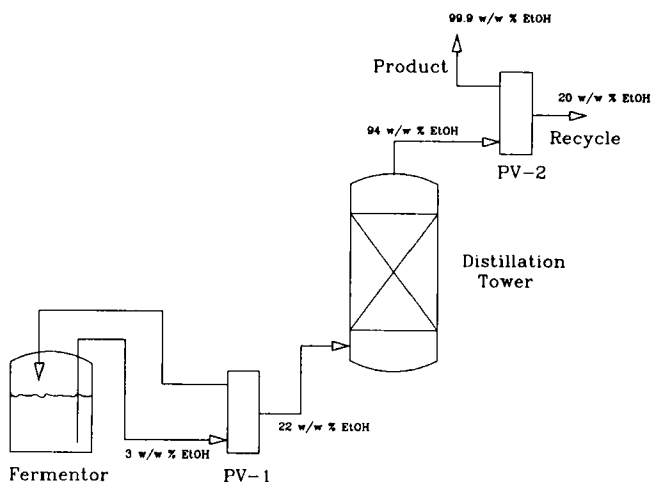 99.9 w/w% EtOH
Product
20 w/w % EtOH
94 w/w% EtOH
Recycle
PV-2
Distillation
Tower
22 w/w % EtOH
3 w/w % EtOH
Fermentor
PV-1